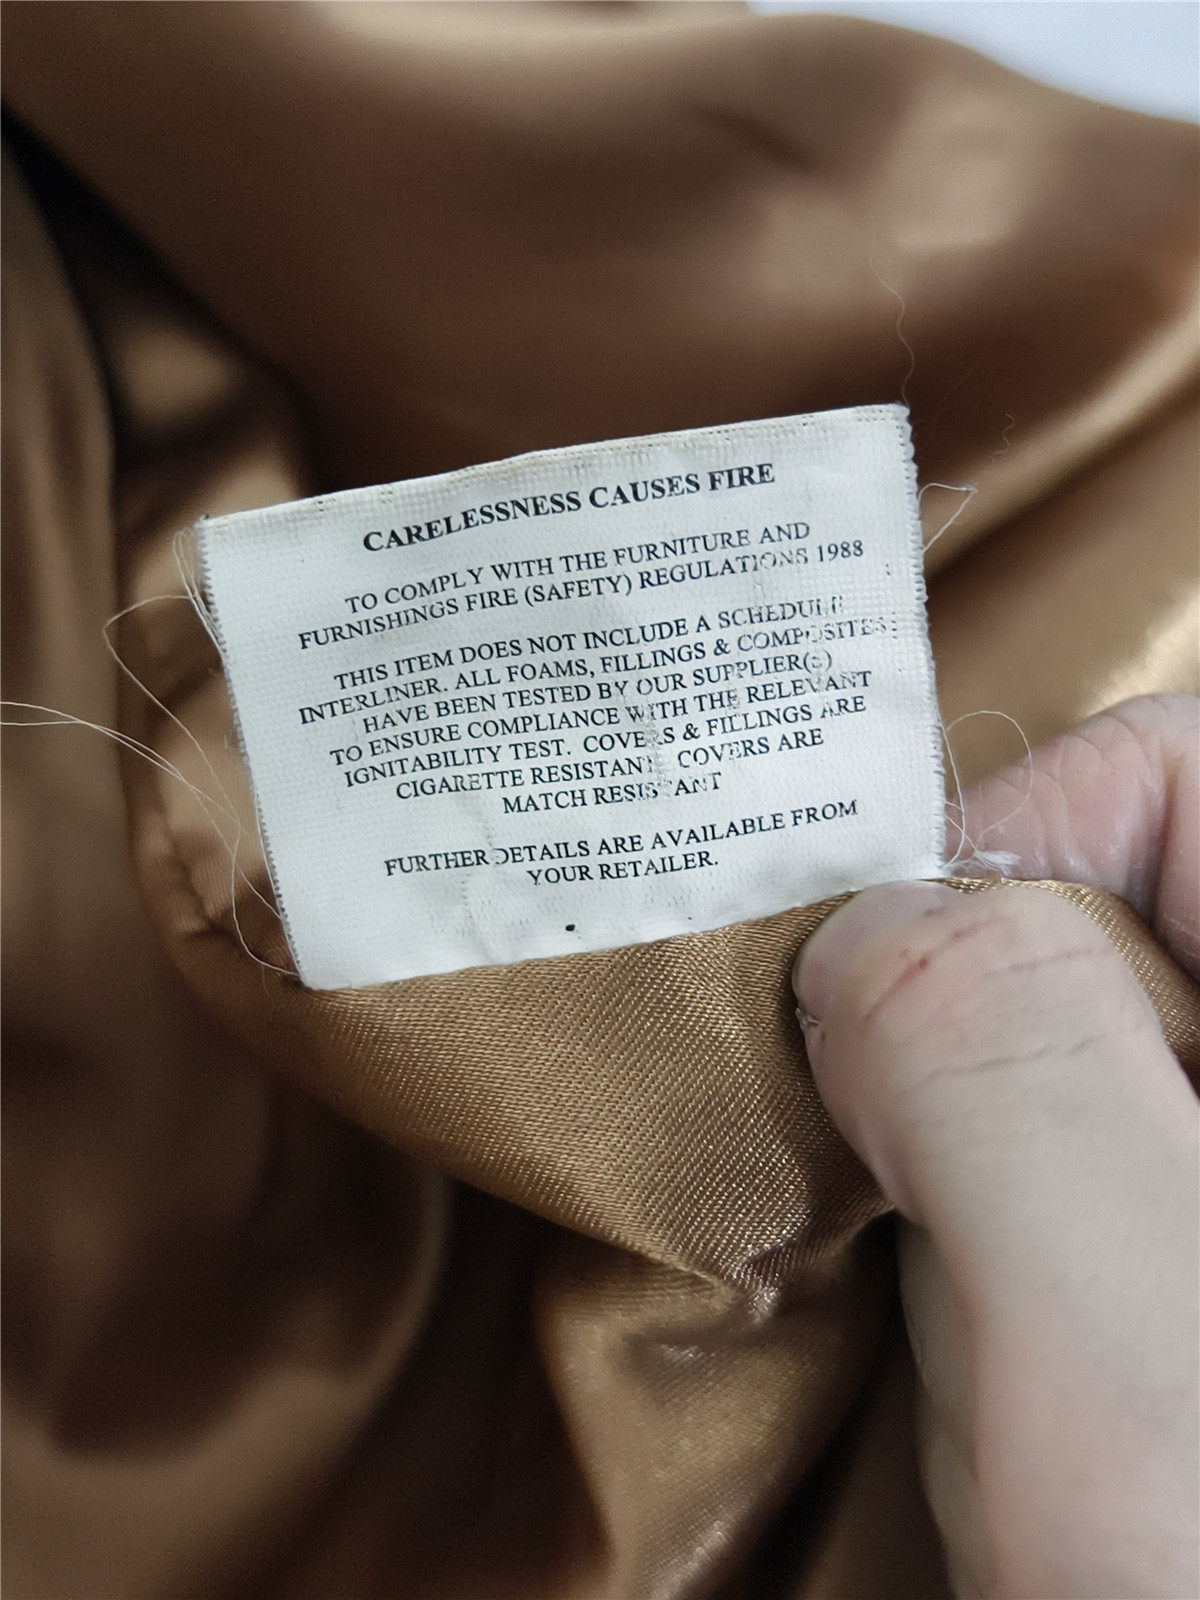 CARELESSNESS CAUSES FIRE
TO COMPLY WITH THE FURNITURE AND
FURNISHINGS FIRE (SAFETY) REGULATIONS 1988
THIS ITEM DOES NOT INCLUDE A SCHEDULE
INTERLINER. ALL FOAMS, FILLINGS & COMPOSITES
HAVE BEEN TESTED BY OUR SUPPLIER(S)
TO ENSURE COMPLIANCE WITH THE RELEVANT
IGNITABILITY TEST. COVERS & FILLINGS ARE
CIGARETTE RESISTANT COVERS ARE
MATCH RESISTANT
FURTHER DETAILS ARE AVAILABLE FROM
YOUR RETAILER.